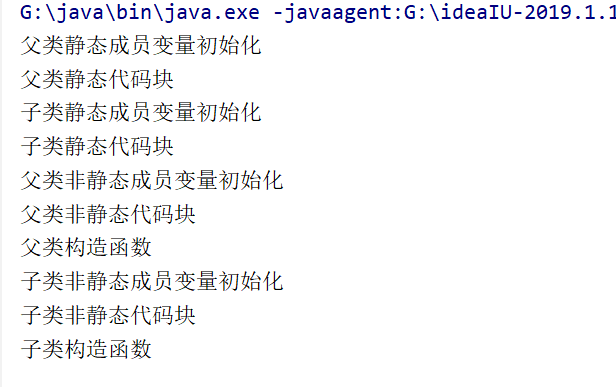 G:\java\bin\java.exe -javaagent:G:\ideaIU-2019.1.1
父类静态成员变量初始化
父类静态代码块
子类静态成员变量初始化
子类静态代码块
父类非静态成员变量初始化
父类非静态代码块
父类构造函数
子类非静态成员变量初始化
子类非静态代码块
子类构造函数